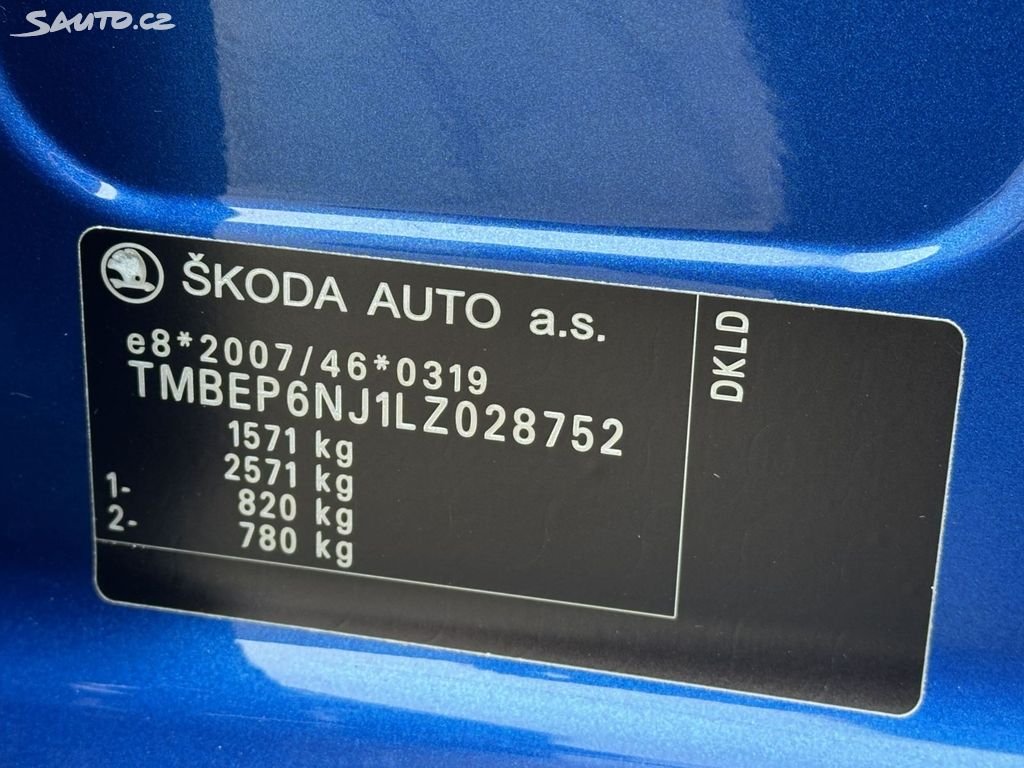 Sauto.cz
ŠKODA AUTO a.s.
e8*2007/46*0319
TMBEP6NJ1LZ028752
1571 kg
2571 kg
1- 820 kg
2- 780 kg
DKLD